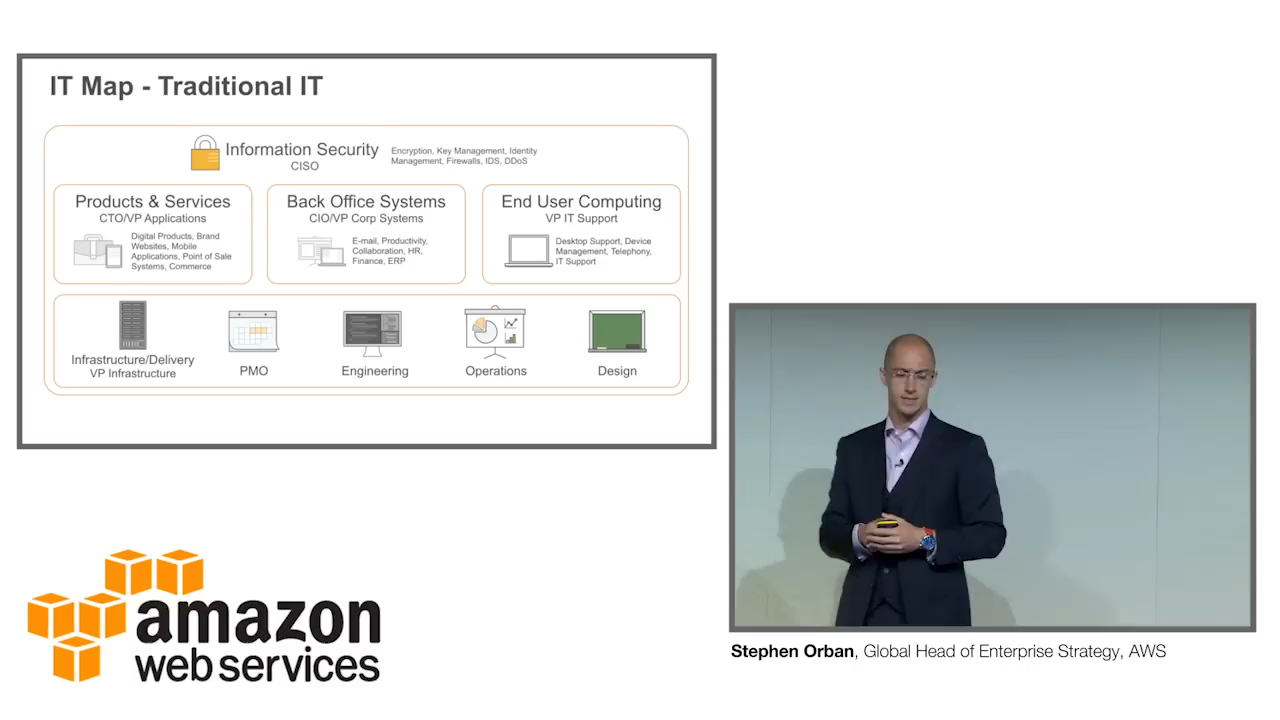 IT Map - Traditional IT
Information Security
CISO
Encryption, Key Management, Identity
Management, Firewalls, IDS, DDoS
Products & Services
CTO/VP Applications
Digital Products, Brand
Websites, Mobile
Applications, Point of Sale
Systems, Commerce
Back Office Systems
CIO/VP Corp Systems
E-mail, Productivity,
Collaboration, HR,
Finance, ERP
End User Computing
VP IT Support
Desktop Support, Device
Management, Telephony,
IT Support
Infrastructure/Delivery
VP Infrastructure
PMO
Engineering
Operations
Design
amazon
web services
Stephen Orban, Global Head of Enterprise Strategy, AWS